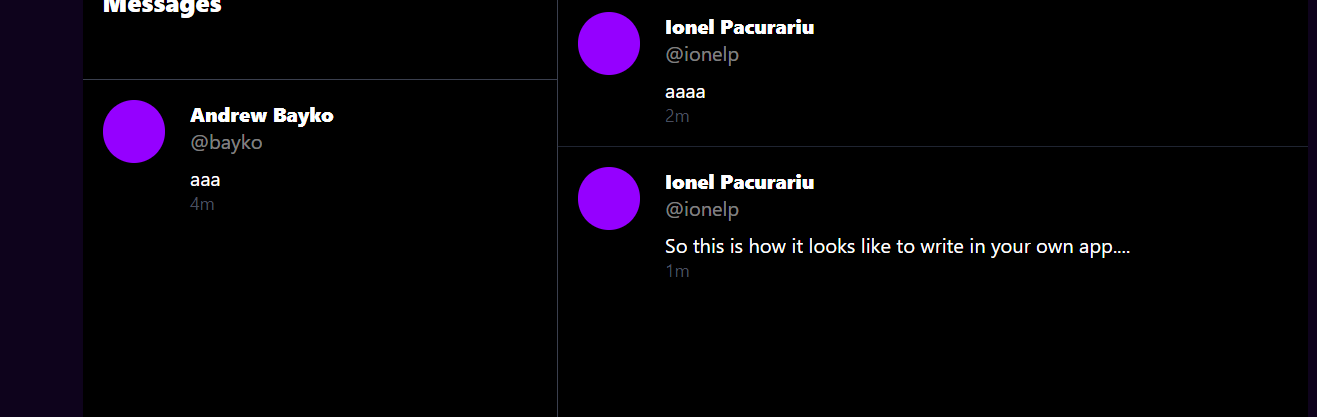 Messages
Andrew Bayko
@bayko
aaa
4m
Ionel Pacurariu
@ionelp
aaaa
2m
Ionel Pacurariu
@ionelp
So this is how it looks like to write in your own app....
1m